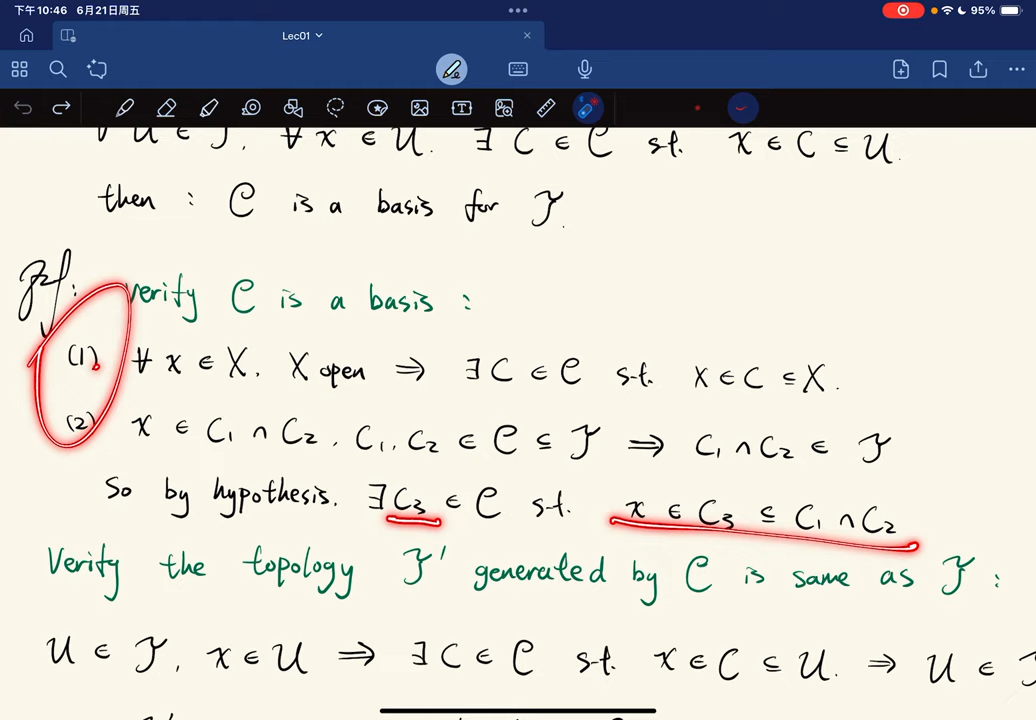 下午10:46 6月21日周五
95%
Lec01
∀ U ∈ 𝒯. ∀ x ∈ U. ∃ C ∈ 𝒞 s.t. x ∈ C ⊆ U.
then : 𝒞 is a basis for 𝒯.
Pf: verify 𝒞 is a basis :
(1). ∀ x ∈ X, X open ⇒ ∃ C ∈ 𝒞 s.t. x ∈ C ⊆ X.
(2) x ∈ C₁ ∩ C₂, C₁, C₂ ∈ 𝒞 ⊆ 𝒯 ⇒ C₁ ∩ C₂ ∈ 𝒯
So by hypothesis. ∃ C₃ ∈ 𝒞 s.t. x ∈ C₃ ⊆ C₁ ∩ C₂
Verify the topology 𝒯' generated by 𝒞 is same as 𝒯 :
U ∈ 𝒯, x ∈ U ⇒ ∃ C ∈ 𝒞 s.t. x ∈ C ⊆ U. ⇒ U ∈